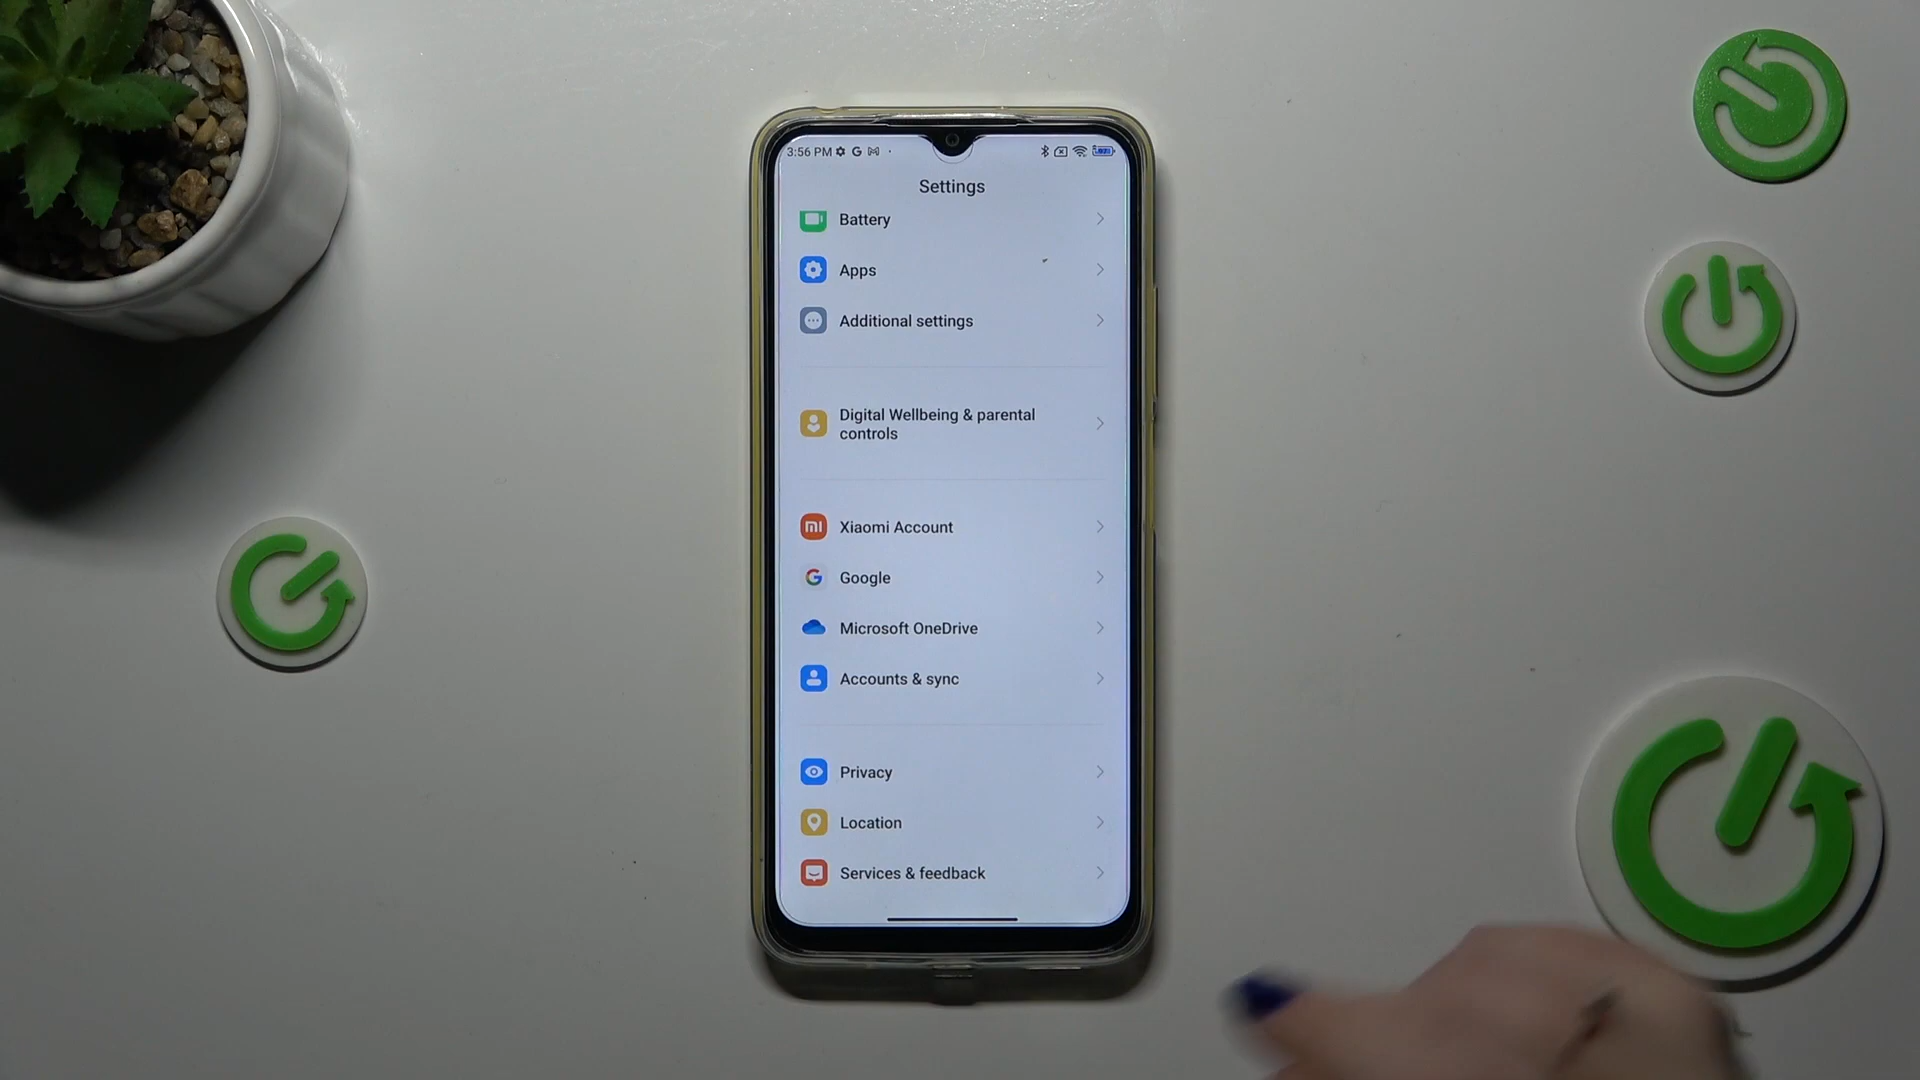 3:56 PM
Settings
Battery
Apps
Additional settings
Digital Wellbeing & parental
controls
Xiaomi Account
Google
Microsoft OneDrive
Accounts & sync
Privacy
Location
Services & feedback